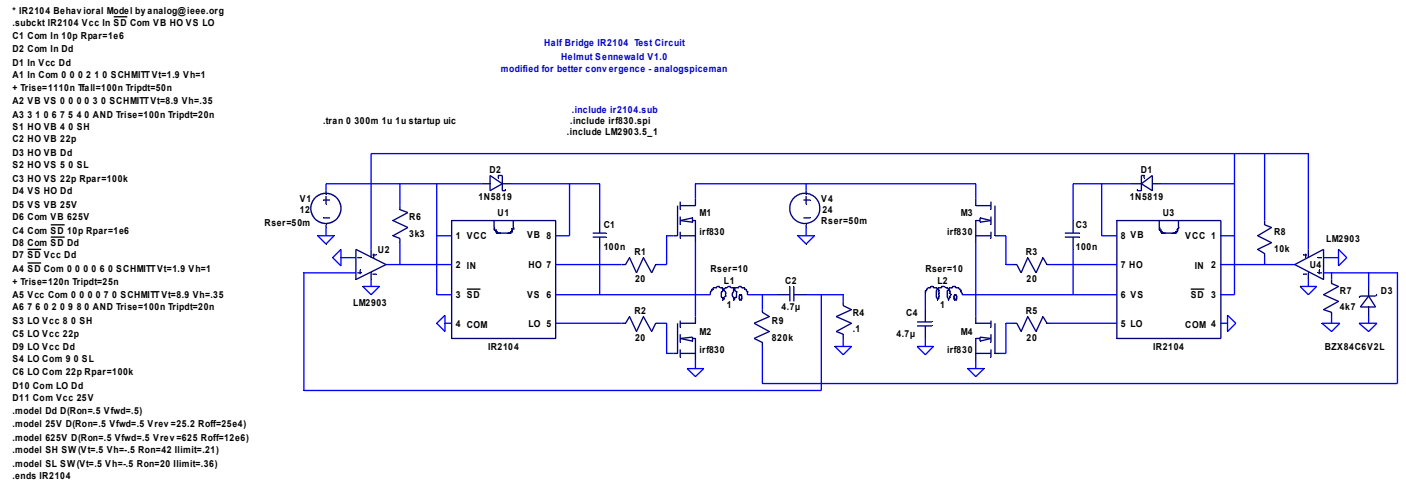 * IR2104 Behavioral Model by analog@ieee.org
.subckt IR2104 Vcc In SD Com VB HO VS LO
C1 Com In 10p Rpar=1e6
D2 Com In Dd
D1 In Vcc Dd
A1 In Com 0 0 0 2 1 0 SCHMITT Vt=1.9 Vh=1
+ Trise=1110n Tfall=100n Tripdt=50n
A2 VB VS 0 0 0 0 3 0 SCHMITT Vt=8.9 Vh=.35
A3 3 1 0 6 7 5 4 0 AND Trise=100n Tripdt=20n
S1 HO VB 4 0 SH
C2 HO VB 22p
D3 HO VB Dd
S2 HO VS 5 0 SL
C3 HO VS 22p Rpar=100k
D4 VS HO Dd
D5 VS VB 25V
D6 Com VB 625V
C4 Com SD 10p Rpar=1e6
D8 Com SD Dd
D7 SD Vcc Dd
A4 SD Com 0 0 0 0 6 0 SCHMITT Vt=1.9 Vh=1
+ Trise=120n Tripdt=25n
A5 Vcc Com 0 0 0 0 7 0 SCHMITT Vt=8.9 Vh=.35
A6 7 6 0 2 0 9 8 0 AND Trise=100n Tripdt=20n
S3 LO Vcc 8 0 SH
C5 LO Vcc 22p
D9 LO Vcc Dd
S4 LO Com 9 0 SL
C6 LO Com 22p Rpar=100k
D10 Com LO Dd
D11 Com Vcc 25V
.model Dd D(Ron=.5 Vfwd=.5)
.model 25V D(Ron=.5 Vfwd=.5 Vrev=25.2 Roff=25e4)
.model 625V D(Ron=.5 Vfwd=.5 Vrev=625 Roff=12e6)
.model SH SW(Vt=.5 Vh=-.5 Ron=42 Ilimit=.21)
.model SL SW(Vt=.5 Vh=-.5 Ron=20 Ilimit=.36)
.ends IR2104
Half Bridge IR2104 Test Circuit
Helmut Sennewald V1.0
modified for better convergence - analogspiceman
.tran 0 300m 1u 1u startup uic
.include ir2104.sub
.include irf830.spi
.include LM2903.5_1
V1
12
Rser=50m
U2
LM2903
R6
3k3
D2
1N5819
U1
1 VCC
2 IN
3 SD
4 COM
VB 8
HO 7
VS 6
LO 5
IR2104
C1
100n
R1
20
R2
20
M1
irf830
M2
irf830
Rser=10
L1
1
C2
4.7µ
R9
820k
R4
.1
V4
24
Rser=50m
M3
irf830
M4
irf830
Rser=10
L2
1
C4
4.7µ
R3
20
R5
20
C3
100n
D1
1N5819
U3
8 VB
7 HO
6 VS
5 LO
VCC 1
IN 2
SD 3
COM 4
IR2104
R8
10k
LM2903
U4
R7
4k7
D3
BZX84C6V2L